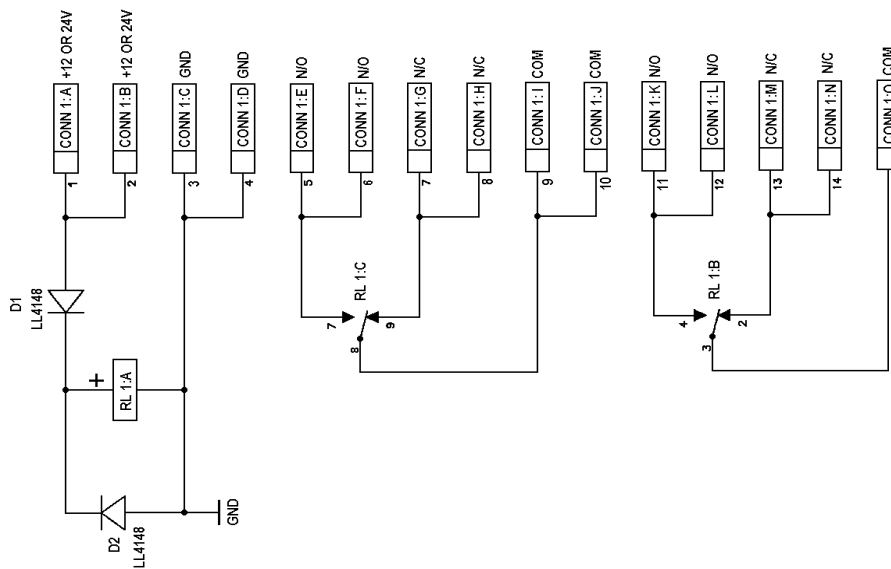 CONN 1:A +12 OR 24V
1
CONN 1:B +12 OR 24V
2
CONN 1:C GND
3
CONN 1:D GND
4
CONN 1:E N/O
5
CONN 1:F N/O
6
CONN 1:G N/C
7
CONN 1:H N/C
8
CONN 1:I COM
9
CONN 1:J COM
10
CONN 1:K N/O
11
CONN 1:L N/O
12
CONN 1:M N/C
13
CONN 1:N N/C
14
D1
LL4148
+
RL 1:A
D2
LL4148
GND
RL 1:C
7
9
8
RL 1:B
4
2
3